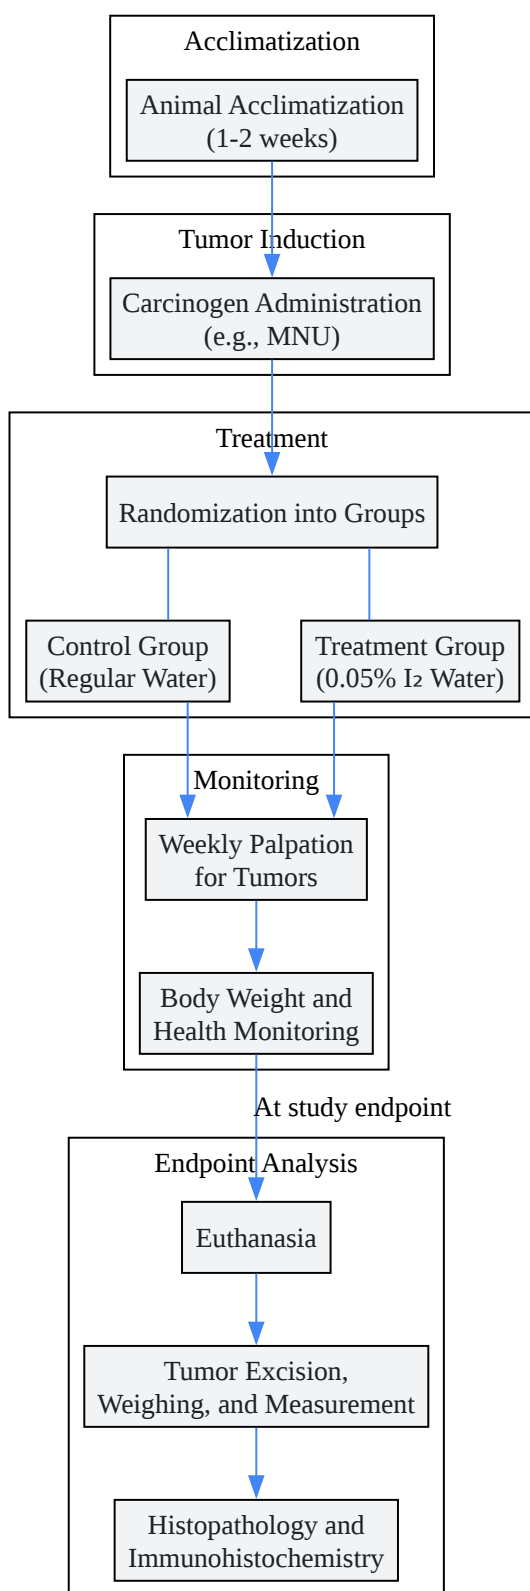 Acclimatization
Animal Acclimatization
(1-2 weeks)
Tumor Induction
Carcinogen Administration
(e.g., MNU)
Treatment
Randomization into Groups
Control Group
(Regular Water)
Treatment Group
(0.05% I₂ Water)
Monitoring
Weekly Palpation
for Tumors
Body Weight and
Health Monitoring
At study endpoint
Endpoint Analysis
Euthanasia
Tumor Excision,
Weighing, and Measurement
Histopathology and
Immunohistochemistry